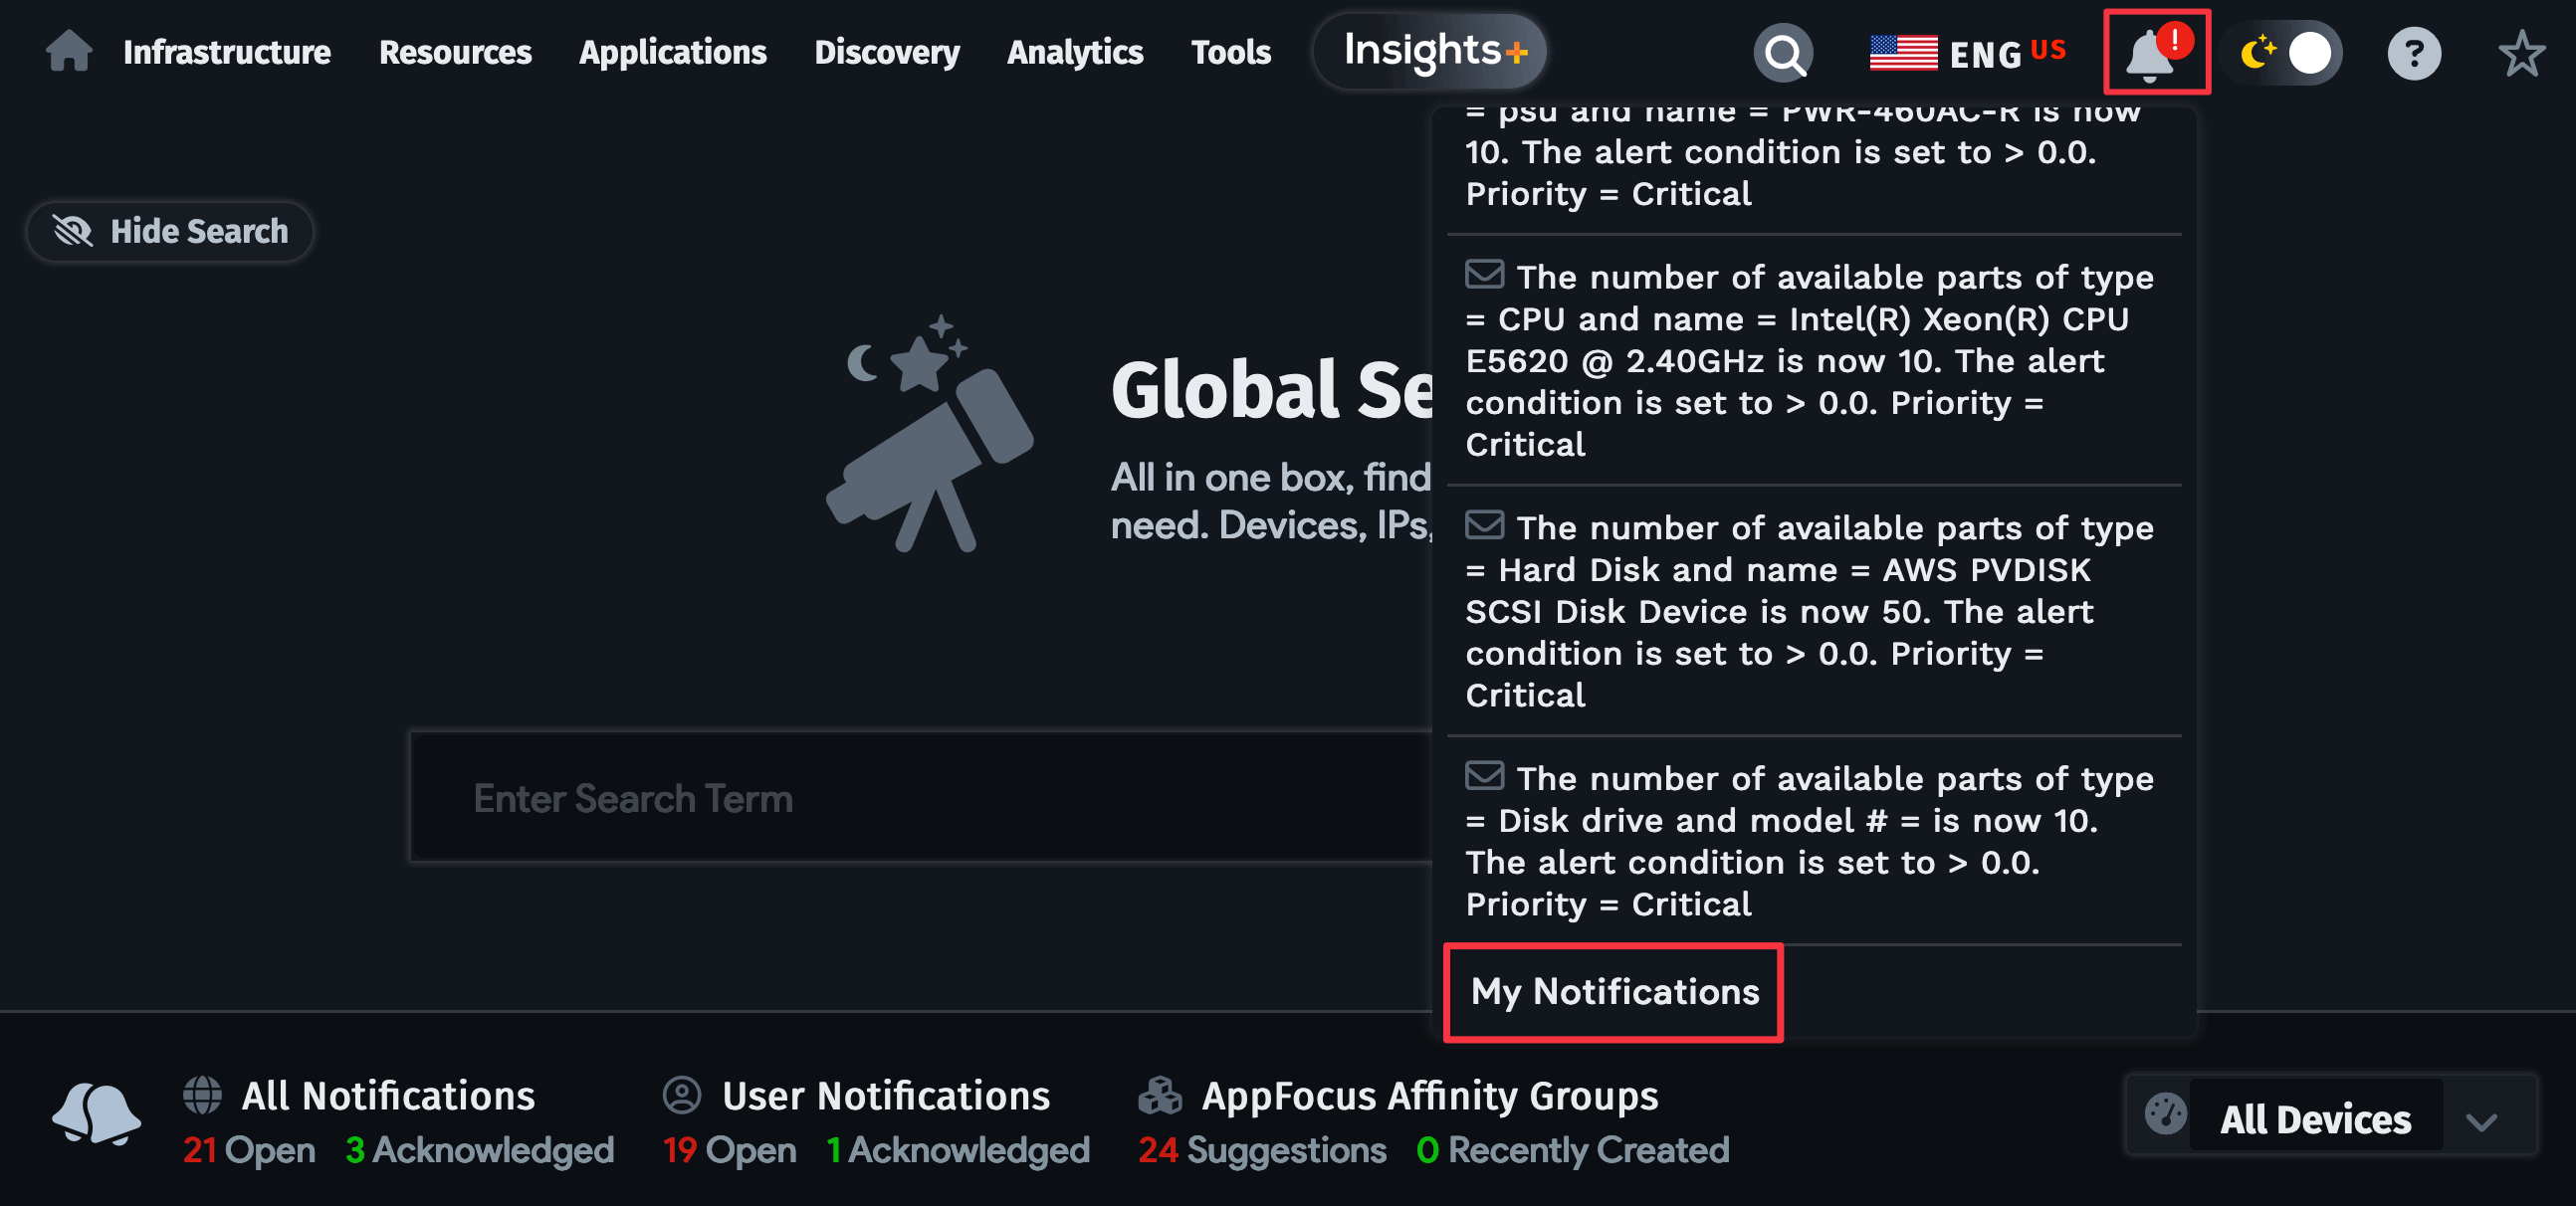 Infrastructure Resources Applications Discovery Analytics Tools Insights+ ENG US ! ?
Hide Search
= psu and name = PWR-460AC-R is now
10. The alert condition is set to > 0.0.
Priority = Critical
The number of available parts of type
= CPU and name = Intel(R) Xeon(R) CPU
E5620 @ 2.40GHz is now 10. The alert
condition is set to > 0.0. Priority =
Critical
The number of available parts of type
= Hard Disk and name = AWS PVDISK
SCSI Disk Device is now 50. The alert
condition is set to > 0.0. Priority =
Critical
The number of available parts of type
= Disk drive and model # = is now 10.
The alert condition is set to > 0.0.
Priority = Critical
My Notifications
Global Se
All in one box, find
need. Devices, IPs,
Enter Search Term
All Notifications
21 Open 3 Acknowledged
User Notifications
19 Open 1 Acknowledged
AppFocus Affinity Groups
24 Suggestions 0 Recently Created
All Devices